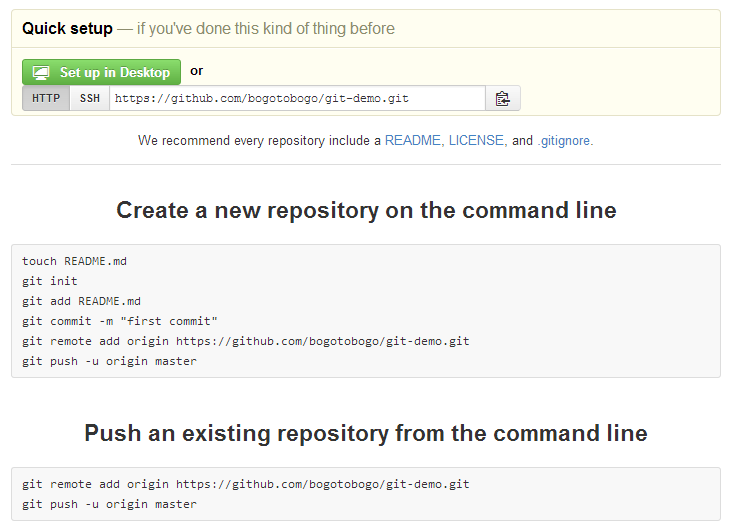 Quick setup — if you've done this kind of thing before
Set up in Desktop or
HTTP SSH https://github.com/bogotobogo/git-demo.git
We recommend every repository include a README, LICENSE, and .gitignore.
Create a new repository on the command line
touch README.md
git init
git add README.md
git commit -m "first commit"
git remote add origin https://github.com/bogotobogo/git-demo.git
git push -u origin master
Push an existing repository from the command line
git remote add origin https://github.com/bogotobogo/git-demo.git
git push -u origin master